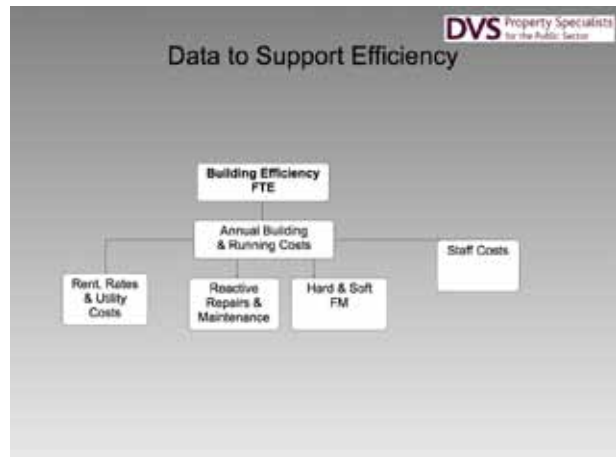 DVS Property Specialists
for the Public Sector
Data to Support Efficiency
Building Efficiency
FTE
Annual Building
& Running Costs
Staff Costs
Rent, Rates
& Utility
Costs
Reactive
Repairs &
Maintenance
Hard & Soft
FM